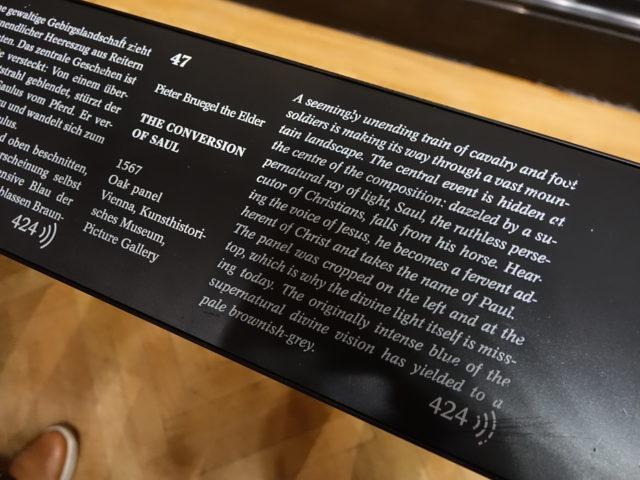 ne gewaltige Gebirgslandschaft zieht
nendlicher Heereszug aus Reitern
ten. Das zentrale Geschehen ist
versteckt. Von einem über-
strahl geblendet, stürzt der
Saulus vom Pferd. Er ver-
u und wandelt sich zum
ulus.
d oben beschnitten,
rscheinung selbst
ensive Blau der
blassen Braun-
424
47
Pieter Bruegel the Elder
THE CONVERSION
OF SAUL
1567
Oak panel
Vienna, Kunsthistori-
sches Museum,
Picture Gallery
A seemingly unending train of cavalry and foot
soldiers is making its way through a vast moun-
tain landscape. The central event is hidden at
the centre of the composition: dazzled by a su-
pernatural ray of light, Saul, the ruthless perse-
cutor of Christians, falls from his horse. Hear-
ing the voice of Jesus, he becomes a fervent ad-
herent of Christ and takes the name of Paul.
The panel was cropped on the left and at the
top, which is why the divine light itself is miss-
ing today. The originally intense blue of the
supernatural divine vision has yielded to a
pale brownish-grey.
424